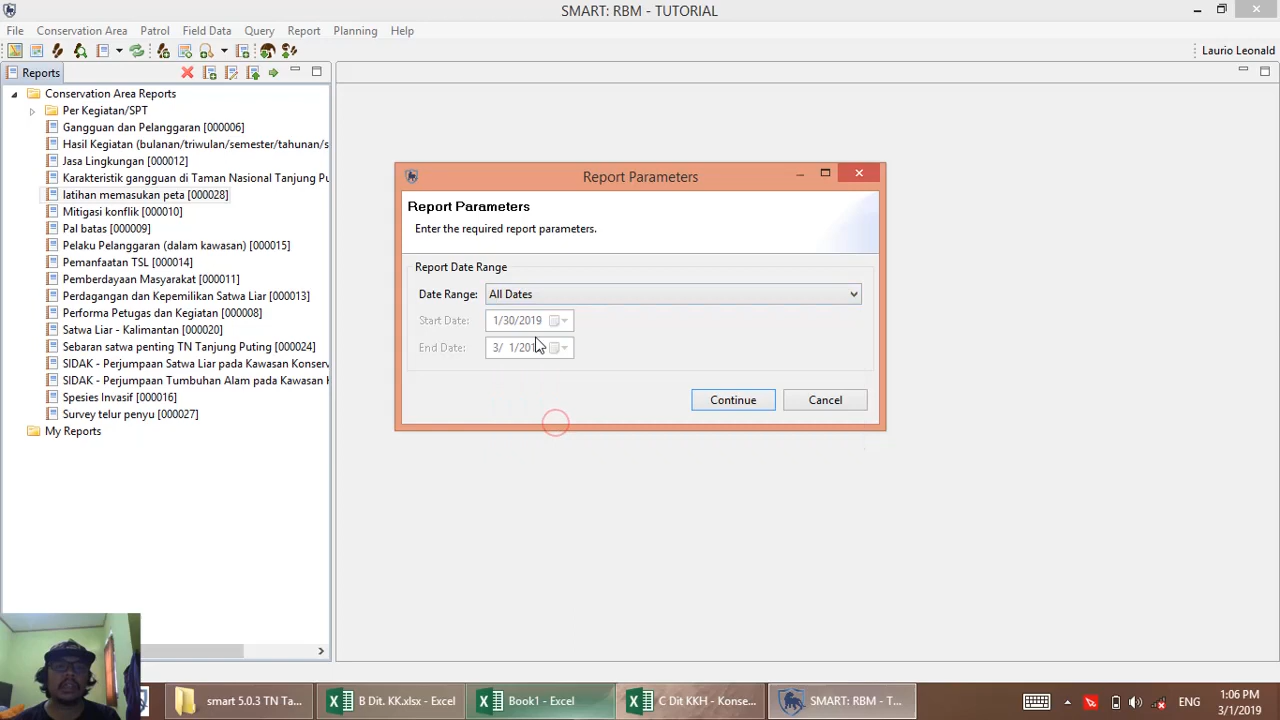 SMART: RBM - TUTORIAL
File Conservation Area Patrol Field Data Query Report Planning Help
Laurio Leonald
Reports
Conservation Area Reports
Per Kegiatan/SPT
Gangguan dan Pelanggaran [000006]
Hasil Kegiatan (bulanan/triwulan/semester/tahunan/s
Jasa Lingkungan [000012]
Karakteristik gangguan di Taman Nasional Tanjung Pu
latihan memasukan peta [000028]
Mitigasi konflik [000010]
Pal batas [000009]
Pelaku Pelanggaran (dalam kawasan) [000015]
Pemanfaatan TSL [000014]
Pemberdayaan Masyarakat [000011]
Perdagangan dan Kepemilikan Satwa Liar [000013]
Performa Petugas dan Kegiatan [000008]
Satwa Liar - Kalimantan [000020]
Sebaran satwa penting TN Tanjung Puting [000024]
SIDAK - Perjumpaan Satwa Liar pada Kawasan Konserv
SIDAK - Perjumpaan Tumbuhan Alam pada Kawasan K
Spesies Invasif [000016]
Survey telur penyu [000027]
My Reports
Report Parameters
Report Parameters
Enter the required report parameters.
Report Date Range
Date Range: All Dates
Start Date: 1/30/2019
End Date: 3/ 1/201
Continue Cancel
smart 5.0.3 TN Ta...
B Dit. KK.xlsx - Excel
Book1 - Excel
C Dit KKH - Konse...
SMART: RBM - T...
ENG
1:06 PM
3/1/2019